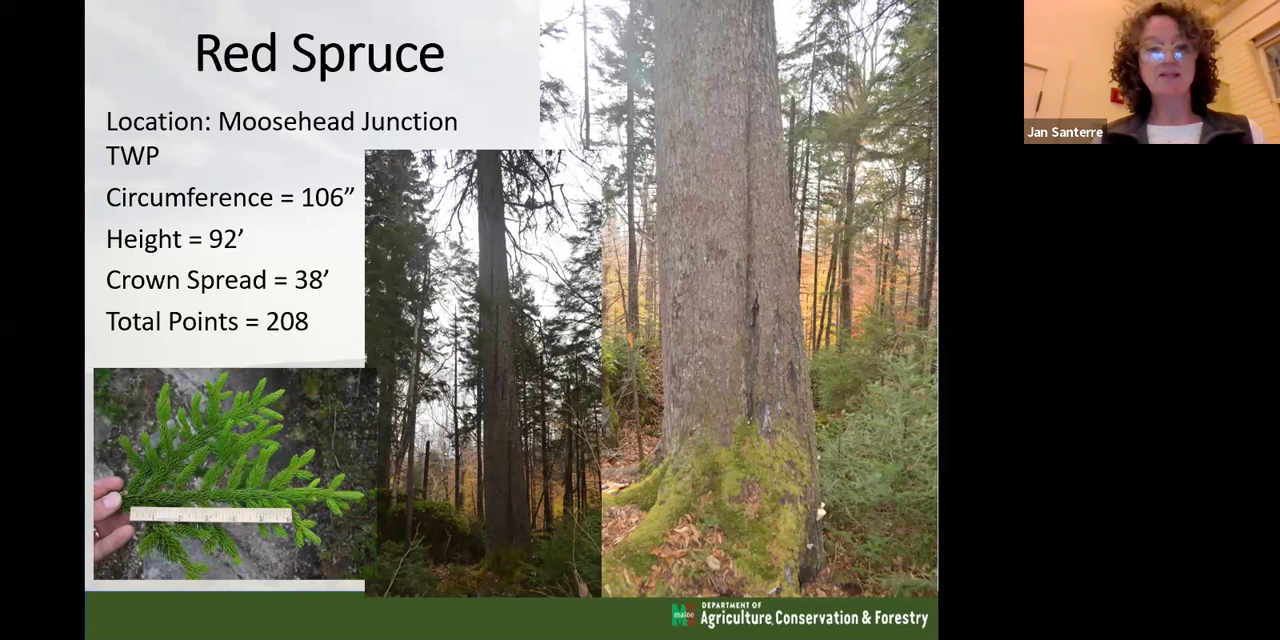 Red Spruce
Location: Moosehead Junction
TWP
Circumference = 106”
Height = 92’
Crown Spread = 38’
Total Points = 208
Jan Santerre
maine
DEPARTMENT OF
Agriculture, Conservation & Forestry